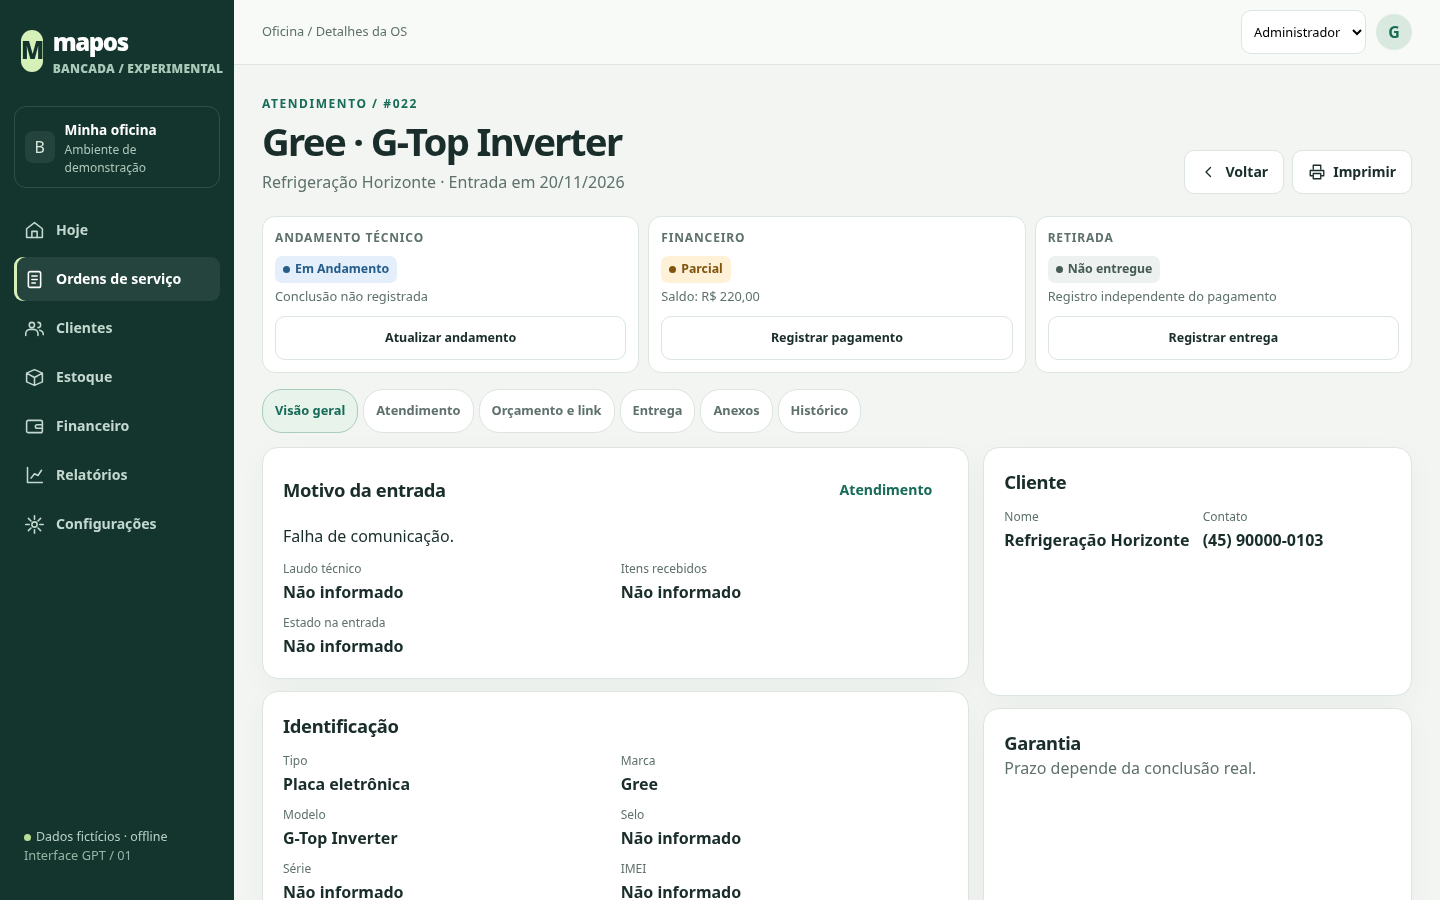 M
mapos
BANCADA / EXPERIMENTAL
B
Minha oficina
Ambiente de
demonstração
Hoje
Ordens de serviço
Clientes
Estoque
Financeiro
Relatórios
Configurações
Dados fictícios · offline
Interface GPT / 01
Oficina / Detalhes da OS
Administrador
G
ATENDIMENTO / #022
Gree · G-Top Inverter
Refrigeração Horizonte · Entrada em 20/11/2026
Voltar
Imprimir
ANDAMENTO TÉCNICO
Em Andamento
Conclusão não registrada
Atualizar andamento
FINANCEIRO
Parcial
Saldo: R$ 220,00
Registrar pagamento
RETIRADA
Não entregue
Registro independente do pagamento
Registrar entrega
Visão geral
Atendimento
Orçamento e link
Entrega
Anexos
Histórico
Motivo da entrada
Atendimento
Falha de comunicação.
Laudo técnico
Não informado
Itens recebidos
Não informado
Estado na entrada
Não informado
Identificação
Tipo
Placa eletrônica
Marca
Gree
Modelo
G-Top Inverter
Selo
Não informado
Série
Não informado
IMEI
Não informado
Cliente
Nome
Refrigeração Horizonte
Contato
(45) 90000-0103
Garantia
Prazo depende da conclusão real.